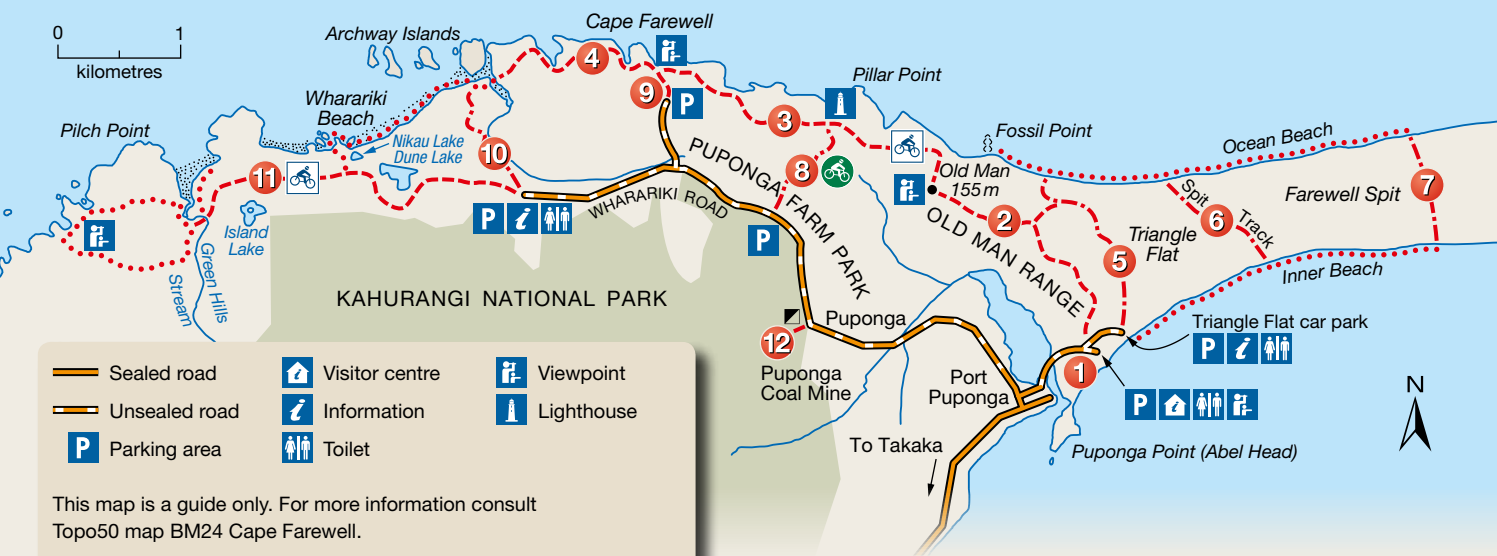 0 1
kilometres
Archway Islands
Cape Farewell
Pillar Point
Wharariki
Beach
Pilch Point
Nikau Lake
Dune Lake
Fossil Point
Ocean Beach
Old Man
155 m
Farewell Spit
Spit Track
Triangle
Flat
Inner Beach
Island
Lake
Green Hills
Stream
WHARARIKI ROAD
PUPONGA FARM PARK
OLD MAN RANGE
KAHURANGI NATIONAL PARK
Puponga
Puponga
Coal Mine
Port
Puponga
Triangle Flat car park
P i
P
Puponga Point (Abel Head)
To Takaka
N
P i
P
P
1
2
3
4
5
6
7
8
9
10
11
12
Sealed road
Unsealed road
P Parking area
Visitor centre
i Information
Toilet
Viewpoint
Lighthouse
This map is a guide only. For more information consult
Topo50 map BM24 Cape Farewell.